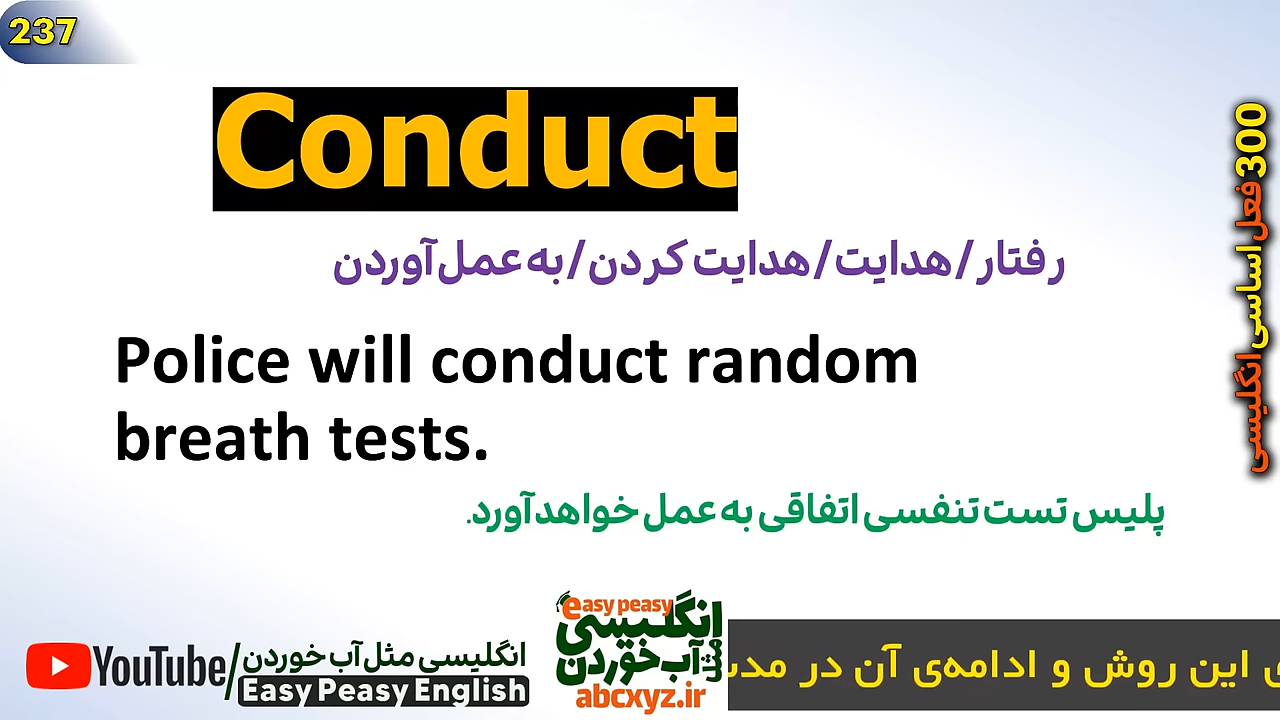 237
Conduct
رفتار/هدایت/هدایت کردن/به عمل آوردن
Police will conduct random
breath tests.
پلیس تست تنفسی اتفاقی به عمل خواهد آورد.
300 فعل اساسی انگلیسی
YouTube/انگلیسی مثل آب خوردن
Easy Peasy English
easy peasy
انگلیسی
مثل آب خوردن
abcxyz.ir
این روش و ادامه‌ی آن در